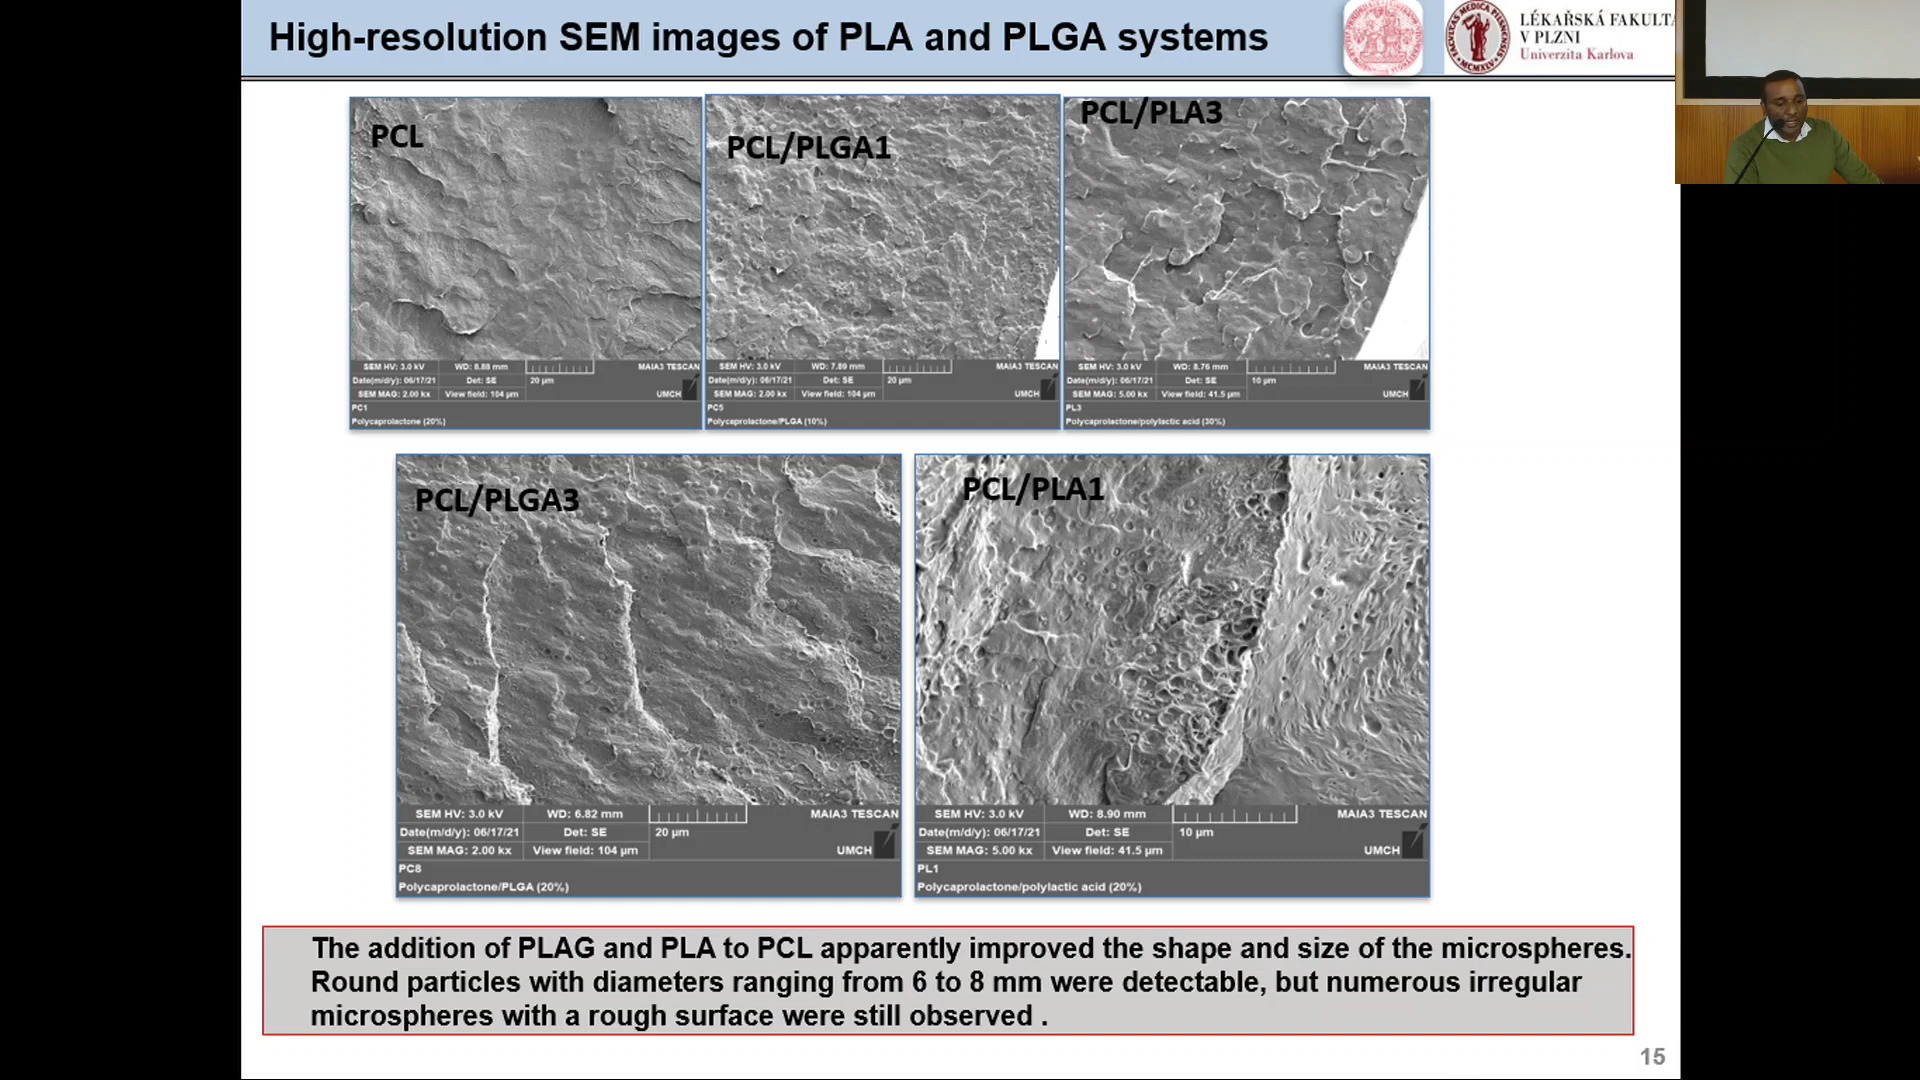 High-resolution SEM images of PLA and PLGA systems
LÉKAŘSKÁ FAKULTA
V PLZNI
Univerzita Karlova
PCL
SEM HV: 3.0 kV WD: 8.88 mm MAIA3 TESCAN
Date(m/d/y): 06/17/21 Det: SE 20 µm
SEM MAG: 2.00 kx View field: 104 µm UMCH
PC1
Polycaprolactone (20%)
PCL/PLGA1
SEM HV: 3.0 kV WD: 7.89 mm MAIA3 TESCAN
Date(m/d/y): 06/17/21 Det: SE 20 µm
SEM MAG: 2.00 kx View field: 104 µm UMCH
PC5
Polycaprolactone/PLGA (10%)
PCL/PLA3
SEM HV: 3.0 kV WD: 8.76 mm MAIA3 TESCAN
Date(m/d/y): 06/17/21 Det: SE 10 µm
SEM MAG: 5.00 kx View field: 41.5 µm UMCH
PL3
Polycaprolactone/polylactic acid (30%)
PCL/PLGA3
SEM HV: 3.0 kV WD: 6.82 mm MAIA3 TESCAN
Date(m/d/y): 06/17/21 Det: SE 20 µm
SEM MAG: 2.00 kx View field: 104 µm UMCH
PC8
Polycaprolactone/PLGA (20%)
PCL/PLA1
SEM HV: 3.0 kV WD: 8.90 mm MAIA3 TESCAN
Date(m/d/y): 06/17/21 Det: SE 10 µm
SEM MAG: 5.00 kx View field: 41.5 µm UMCH
PL1
Polycaprolactone/polylactic acid (20%)
The addition of PLAG and PLA to PCL apparently improved the shape and size of the microspheres.
Round particles with diameters ranging from 6 to 8 mm were detectable, but numerous irregular
microspheres with a rough surface were still observed .
15